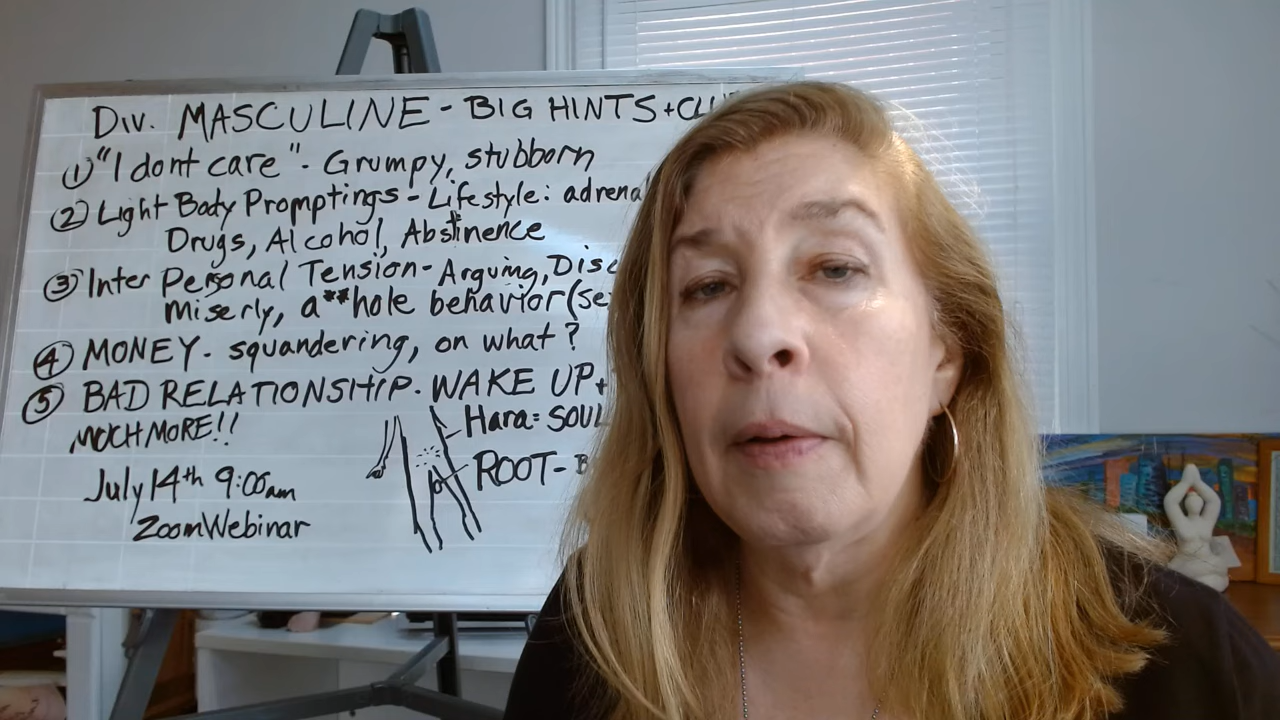 Div. MASCULINE - BIG HINTS +
① "I dont care" - Grumpy, stubborn
② Light Body Promptings - Lifestyle:
Drugs, Alcohol, Abstinence
③ Inter Personal Tension - Arguing,
Miserly, a**hole behavior
④ MONEY - squandering, on what?
⑤ BAD RELATIONSHIP - WAKE UP +
MUCH MORE!!
Hara = SOUL
ROOT -
July 14th 9:00am
Zoom Webinar